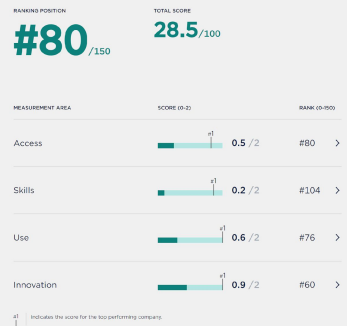 RANKING POSITION
TOTAL SCORE
#80/150
28.5/100
MEASUREMENT AREA SCORE (0-2) RANK (0-150)
#1
Access 0.5 /2 #80
#1
Skills 0.2 /2 #104
#1
Use 0.6 /2 #76
#1
Innovation 0.9 /2 #60
#1 Indicates the score for the top performing company.